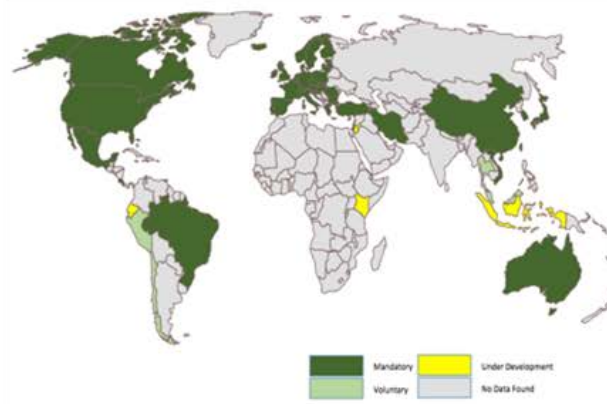 Mandatory
Under Development
Voluntary
No Data Found